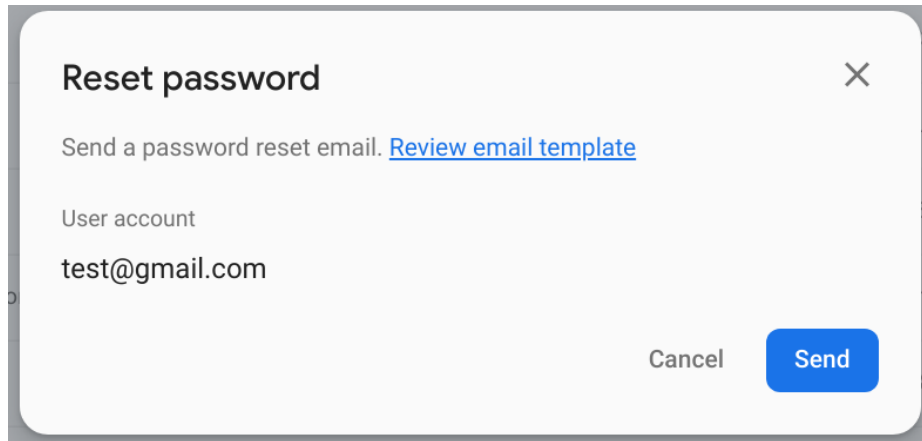 Reset password
Send a password reset email. Review email template
User account
test@gmail.com
Cancel Send